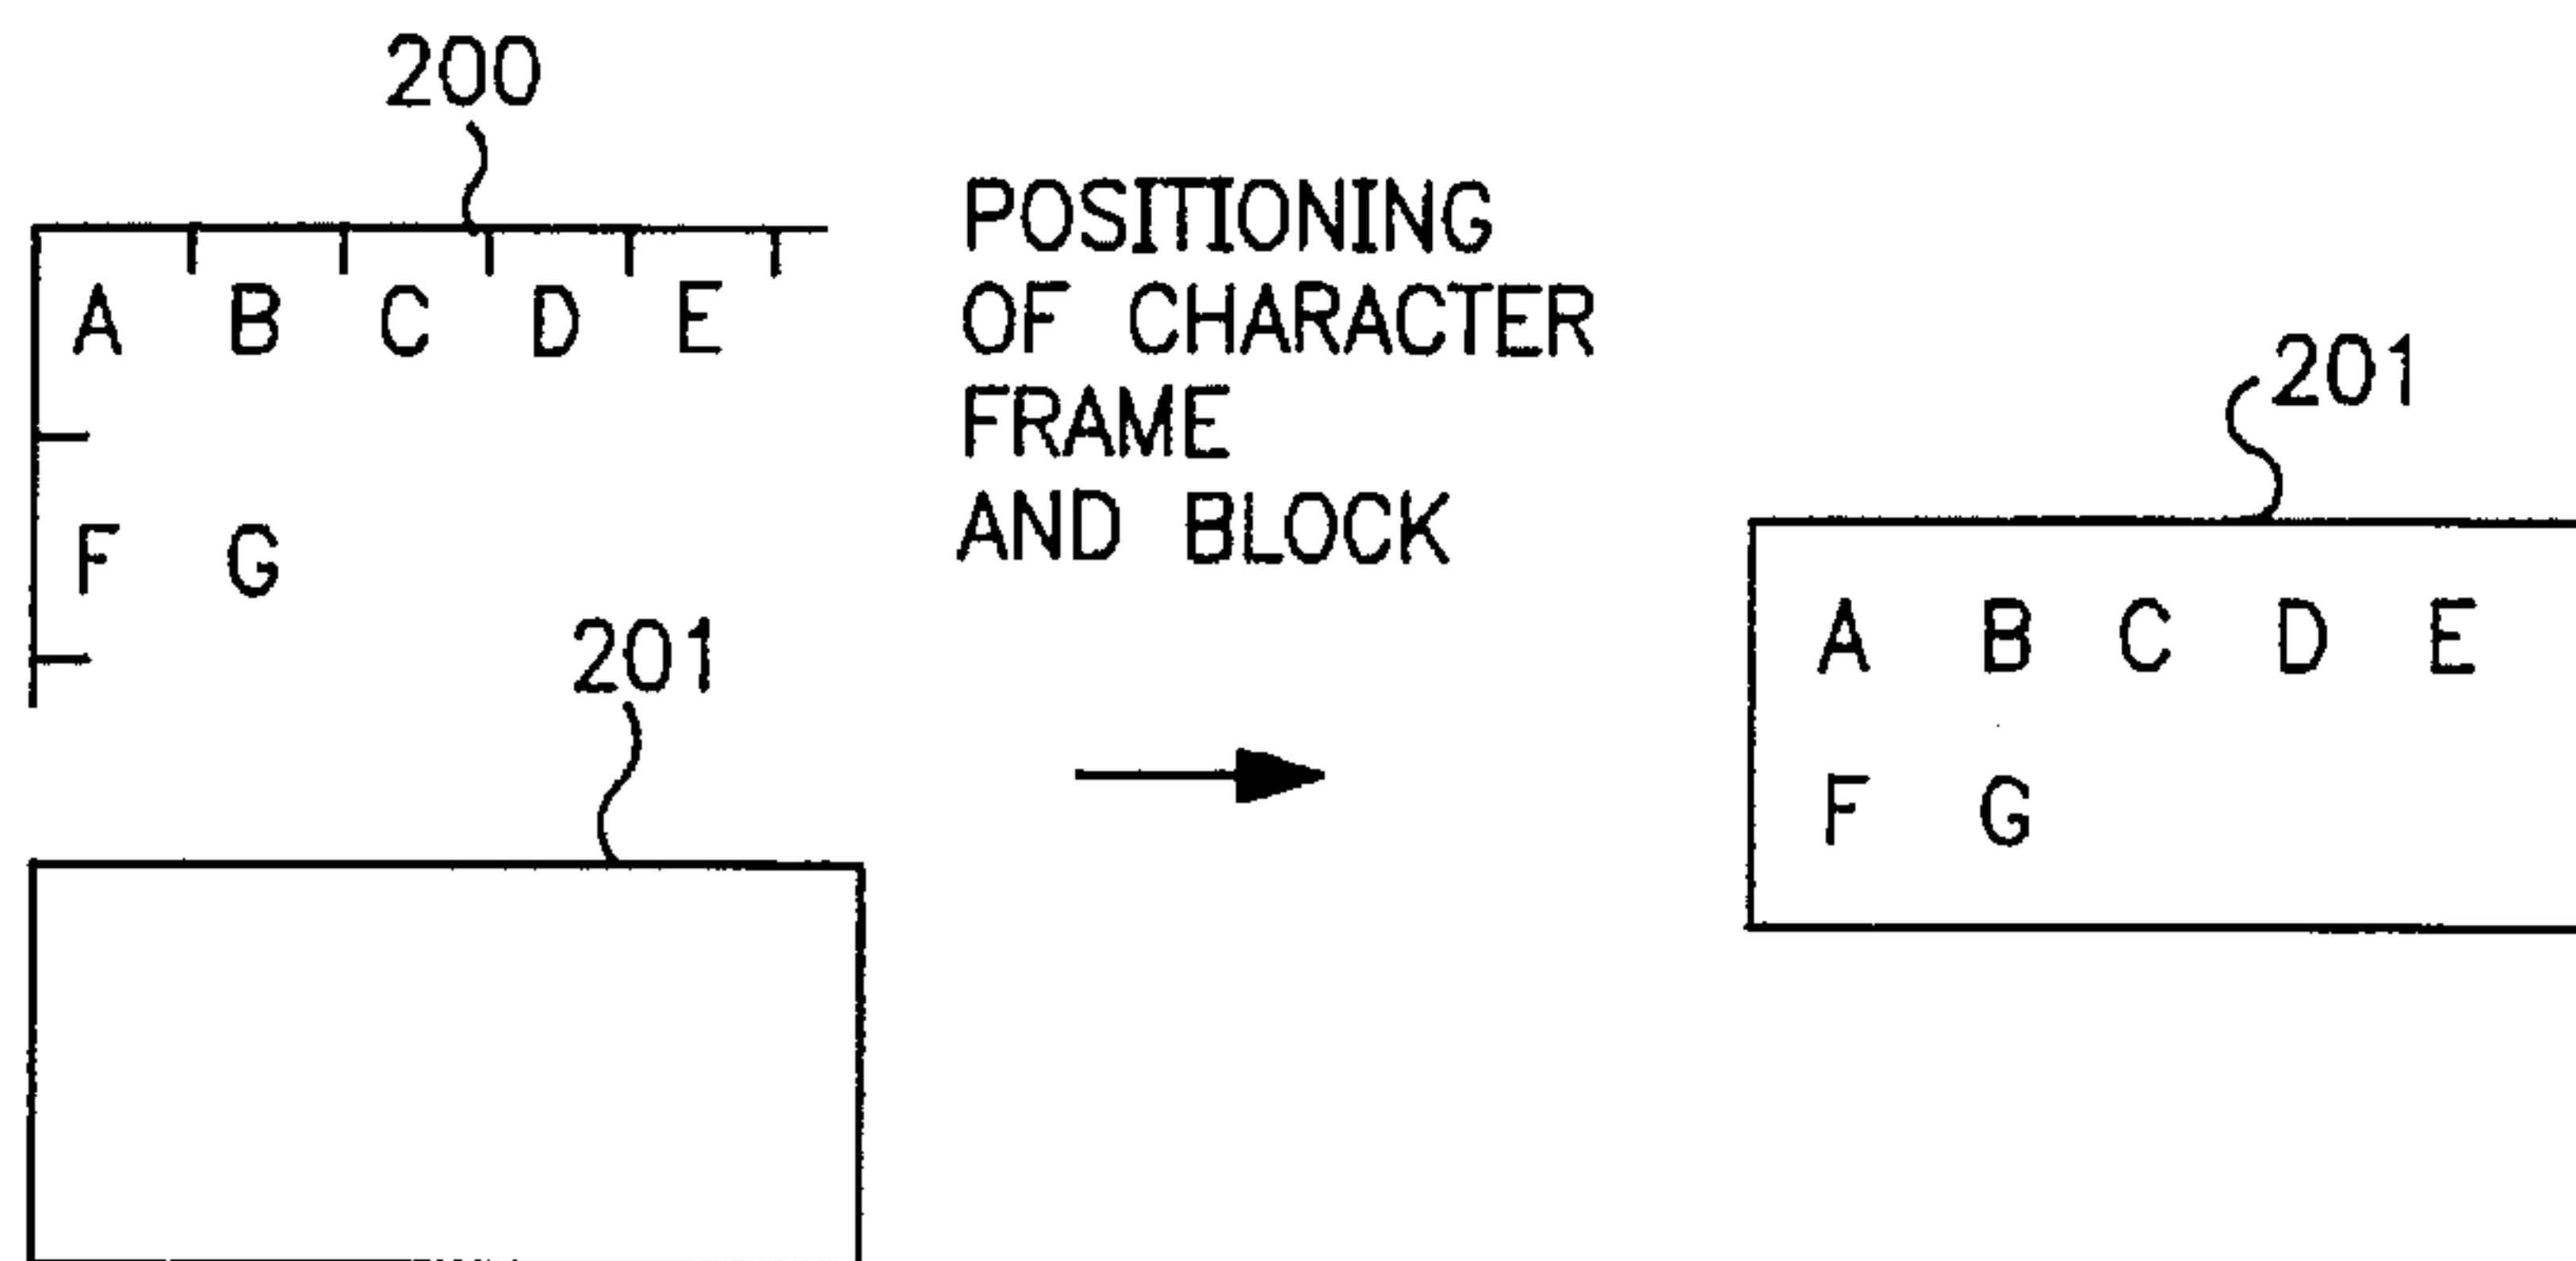 200
A B C D E
F G
201
POSITIONING
OF CHARACTER
FRAME
AND BLOCK
201
A B C D E
F G